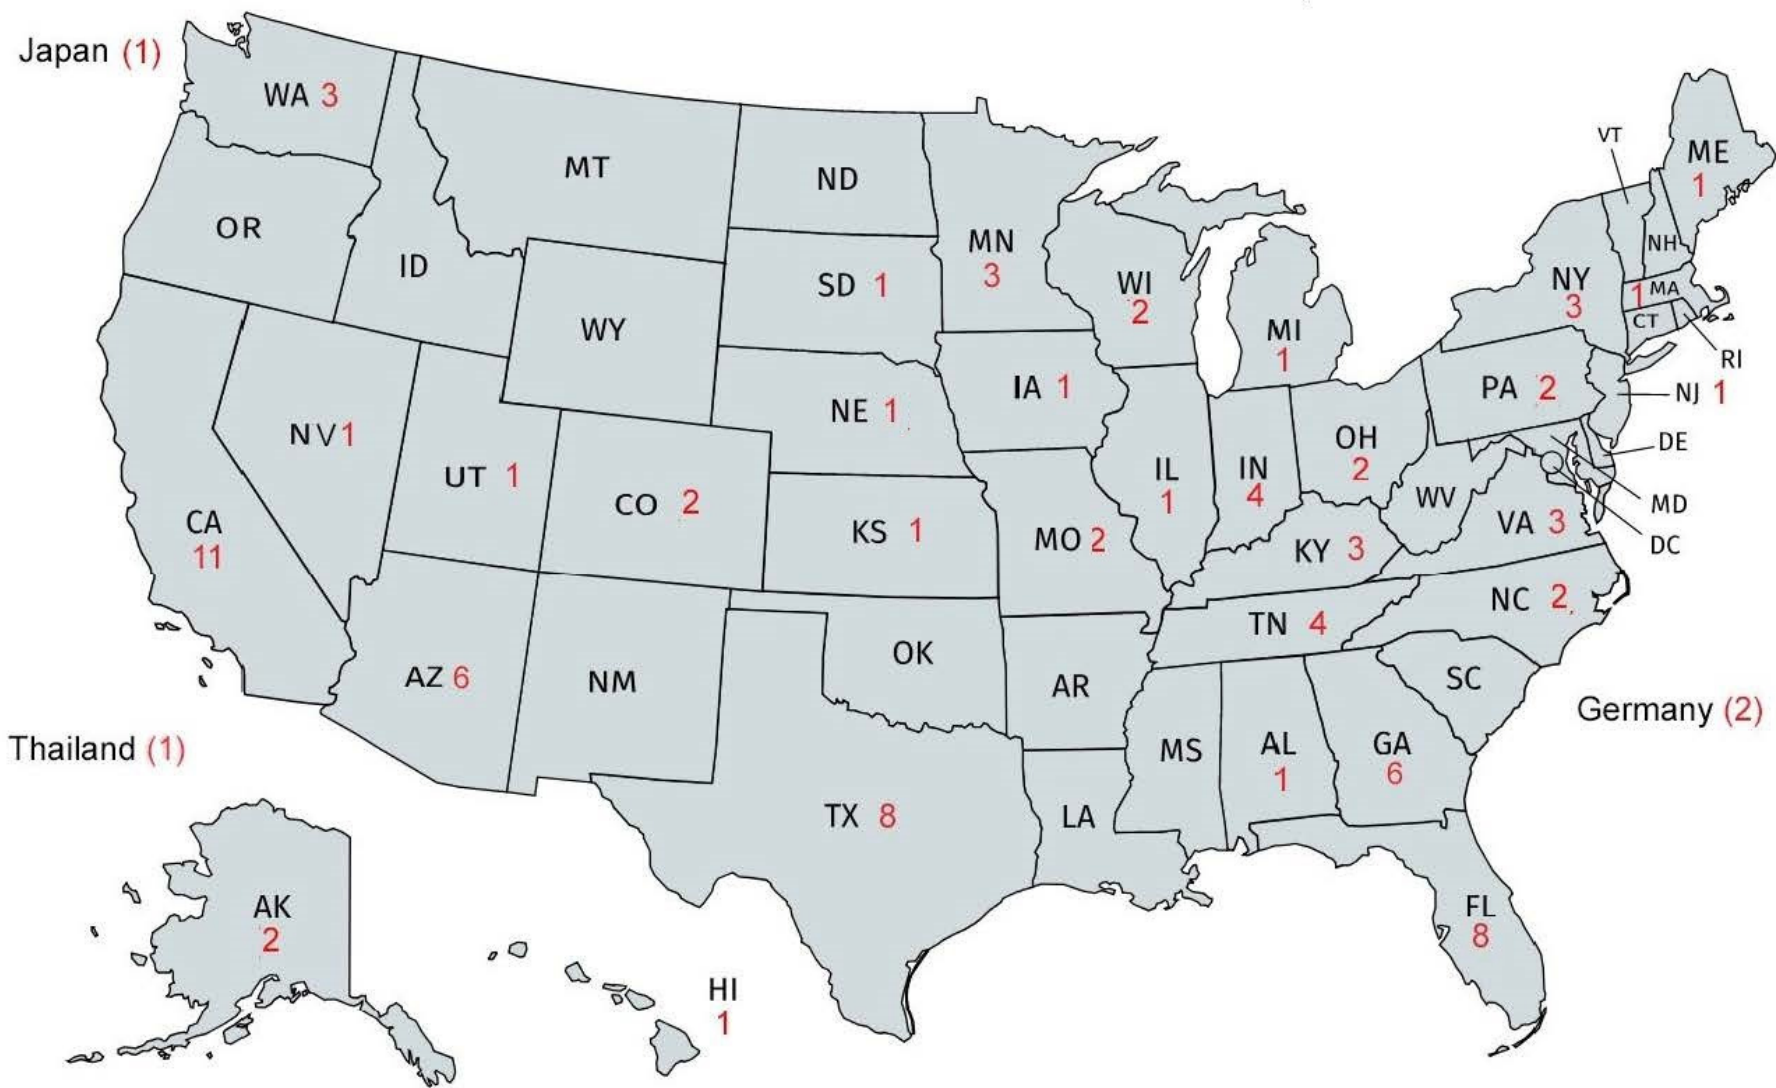 Japan (1)
WA 3
MT
ND
VT
ME
1
OR
ID
MN
3
NH
SD 1
WI
2
NY
3
1 MA
CT
WY
MI
1
RI
IA 1
PA 2
NJ 1
NE 1
NV 1
OH
2
DE
UT 1
CO 2
IL
1
IN
4
WV
MD
CA
11
KS 1
MO 2
KY 3
VA 3
DC
NC 2
TN 4
AZ 6
NM
OK
AR
SC
Germany (2)
Thailand (1)
MS
AL
1
GA
6
TX 8
LA
AK
2
FL
8
HI
1